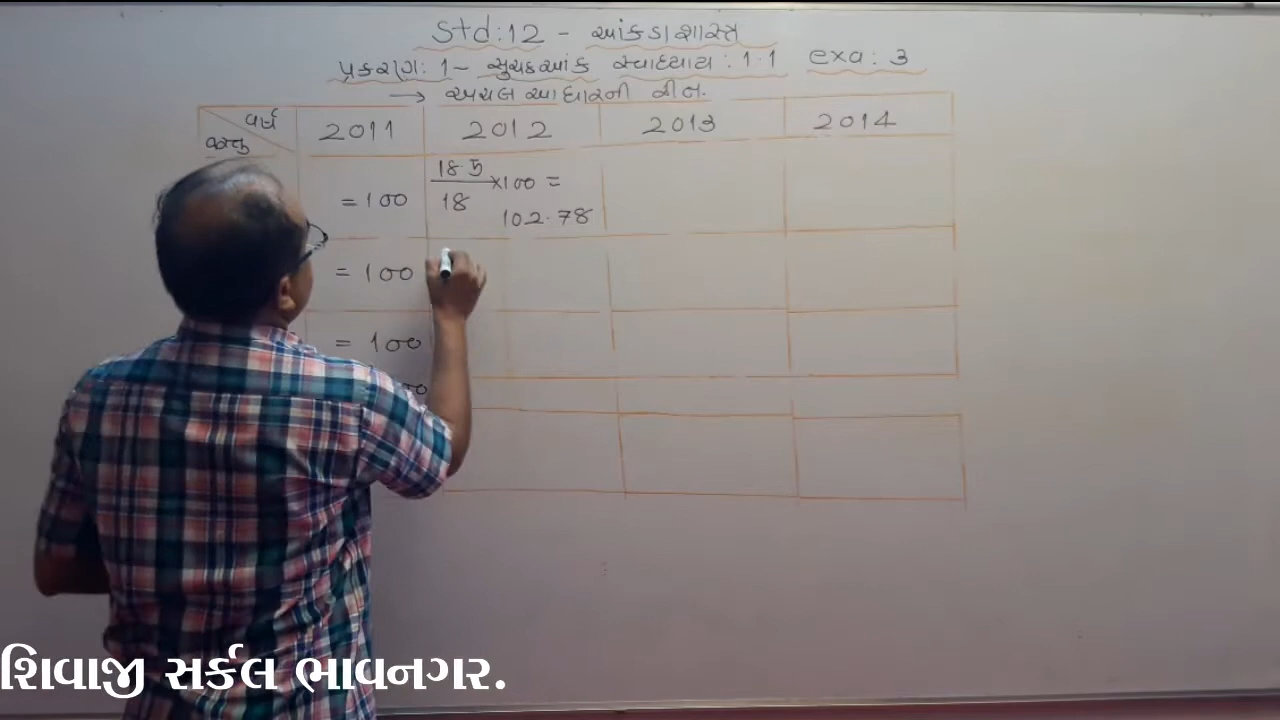 Std:12 - આંકડાશાસ્ત્ર
પ્રકરણ: 1 - સુચકઆંક સ્વાધ્યાય: 1.1 exa: 3
→ અચલ આધારની રીત.
વર્ષ 2011 2012 2013 2014
વસ્તુ
= 100 18.5/18 ×100 =
102.78
= 100
= 100
શિવાજી સર્કલ ભાવનગર.